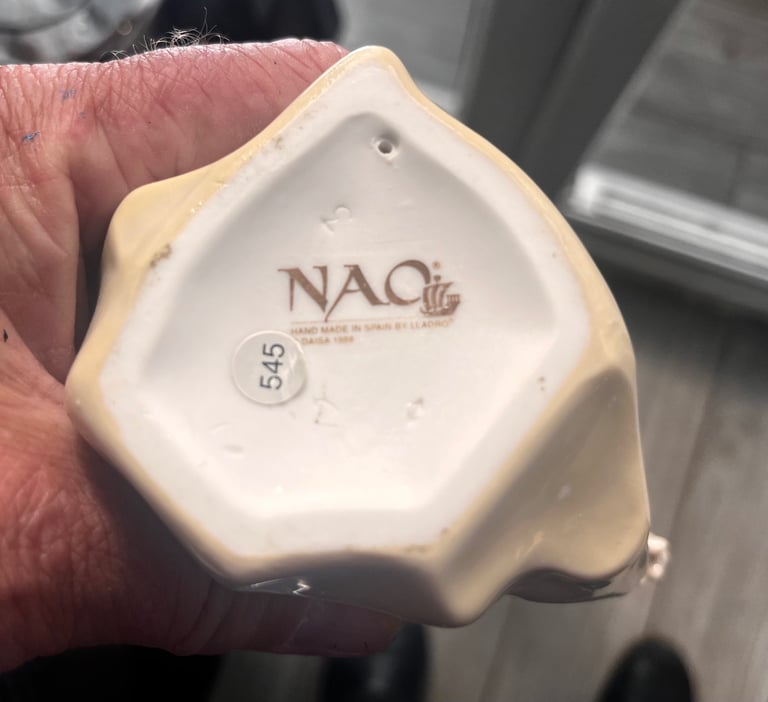 NAO®
HAND MADE IN SPAIN BY LLADRO®
DAISA 1988
545